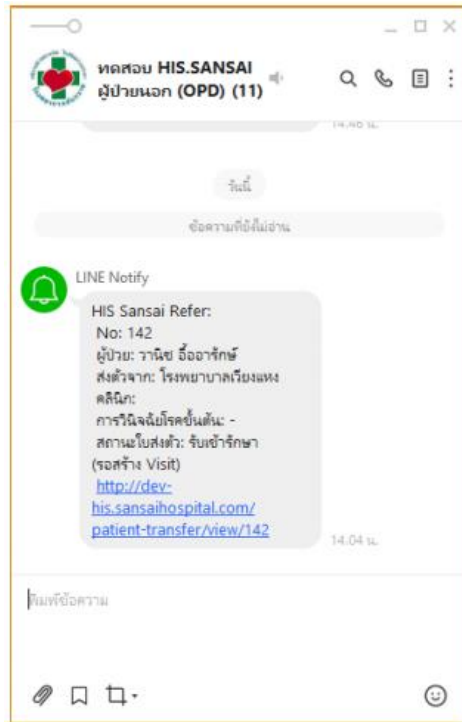 ทดสอบ HIS.SANSAI
ผู้ป่วยนอก (OPD) (11)
14.46 น.
วันนี้
ข้อความที่ยังไม่อ่าน
LINE Notify
HIS Sansai Refer:
No: 142
ผู้ป่วย: วานิช อื้ออารักษ์
ส่งตัวจาก: โรงพยาบาลเวียงแหง
คลินิก:
การวินิจฉัยโรคขั้นต้น: -
สถานะใบส่งตัว: รับเข้ารักษา
(รอสร้าง Visit)
http://dev-
his.sansaihospital.com/
patient-transfer/view/142
14.04 น.
พิมพ์ข้อความ